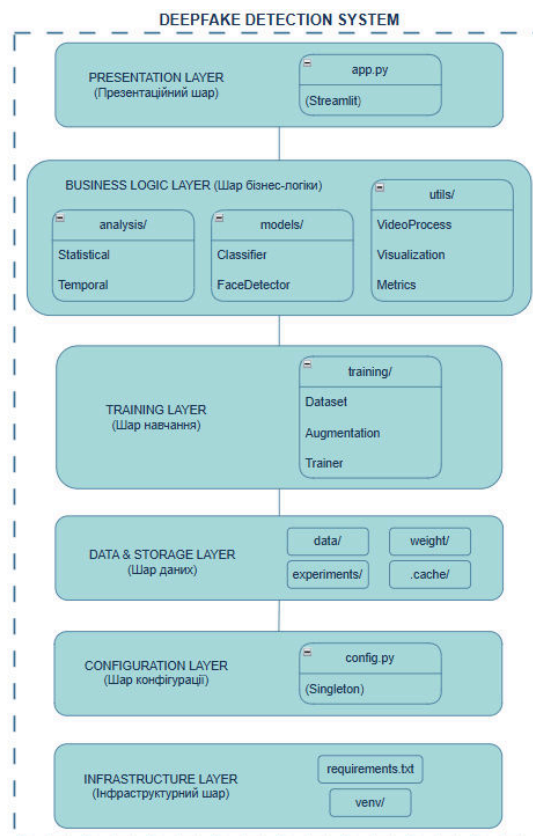 DEEPFAKE DETECTION SYSTEM
PRESENTATION LAYER
(Презентаційний шар)
app.py
(Streamlit)
BUSINESS LOGIC LAYER (Шар бізнес-логіки)
analysis/
Statistical
Temporal
models/
Classifier
FaceDetector
utils/
VideoProcess
Visualization
Metrics
TRAINING LAYER
(Шар навчання)
training/
Dataset
Augmentation
Trainer
DATA & STORAGE LAYER
(Шар даних)
data/
weight/
experiments/
.cache/
CONFIGURATION LAYER
(Шар конфігурації)
config.py
(Singleton)
INFRASTRUCTURE LAYER
(Інфраструктурний шар)
requirements.txt
venv/